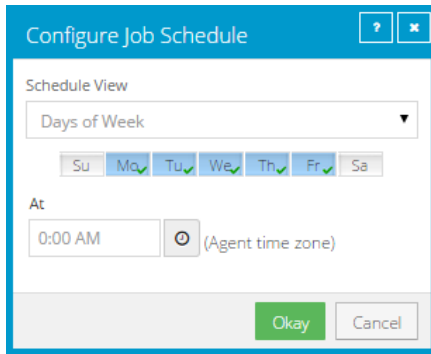 Configure Job Schedule ? ×
Schedule View
Days of Week
Su Mo Tu We Th Fr Sa
At
0:00 AM (Agent time zone)
Okay Cancel